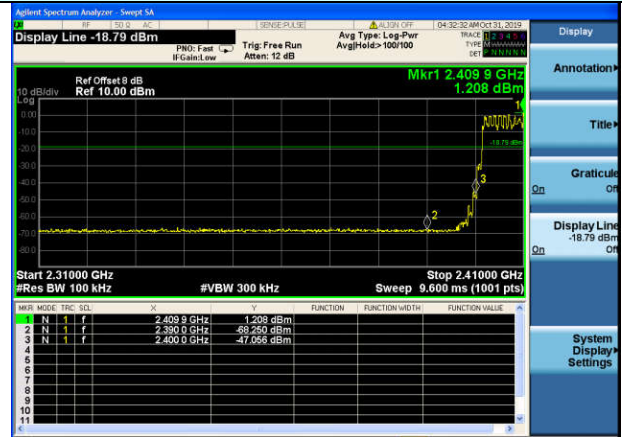 Agilent Spectrum Analyzer - Swept SA
RF 50 Ω AC SENSE:PULSE ALIGN OFF 04:32:32 AM Oct 31, 2019
Display Line -18.79 dBm
PNO: Fast
IFGain:Low
Trig: Free Run
Atten: 12 dB
Avg Type: Log-Pwr
Avg|Hold:>100/100
TRACE 1 2 3 4 5 6
TYPE M WWWWW
DET P N N N N N
Ref Offset 8 dB
10 dB/div Ref 10.00 dBm
Log
Mkr1 2.409 9 GHz
1.208 dBm
0.00
-10.0
-20.0
-30.0
-40.0
-50.0
-60.0
-70.0
-80.0
1
-18.79 dBm
3
2
Start 2.31000 GHz Stop 2.41000 GHz
#Res BW 100 kHz #VBW 300 kHz Sweep 9.600 ms (1001 pts)
MKR MODE TRC SCL X Y FUNCTION FUNCTION WIDTH FUNCTION VALUE
1 N 1 f 2.409 9 GHz 1.208 dBm
2 N 1 f 2.390 0 GHz -68.250 dBm
3 N 1 f 2.400 0 GHz -47.056 dBm
4
5
6
7
8
9
10
11
Display
Annotation
Title
Graticule
On Off
Display Line
-18.79 dBm
On Off
System
Display
Settings